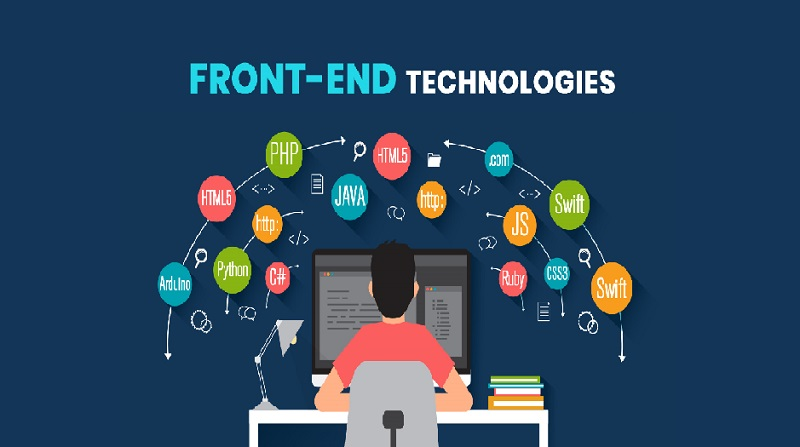 FRONT-END TECHNOLOGIES
PHP
HTML5
.com
HTML5
JAVA
http:
Swift
http:
JS
Arduino
Python
C#
Ruby
CSS3
Swift